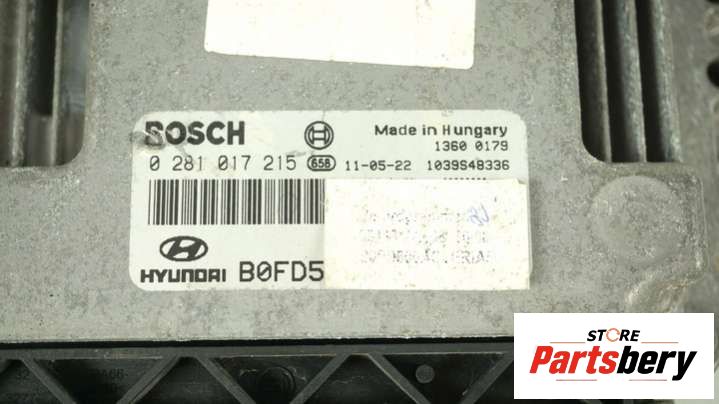 BOSCH
Made in Hungary
1360 0179
0 281 017 215 658 11-05-22 1039S48336
HYUNDAI B0FD5
STORE
Partsbery